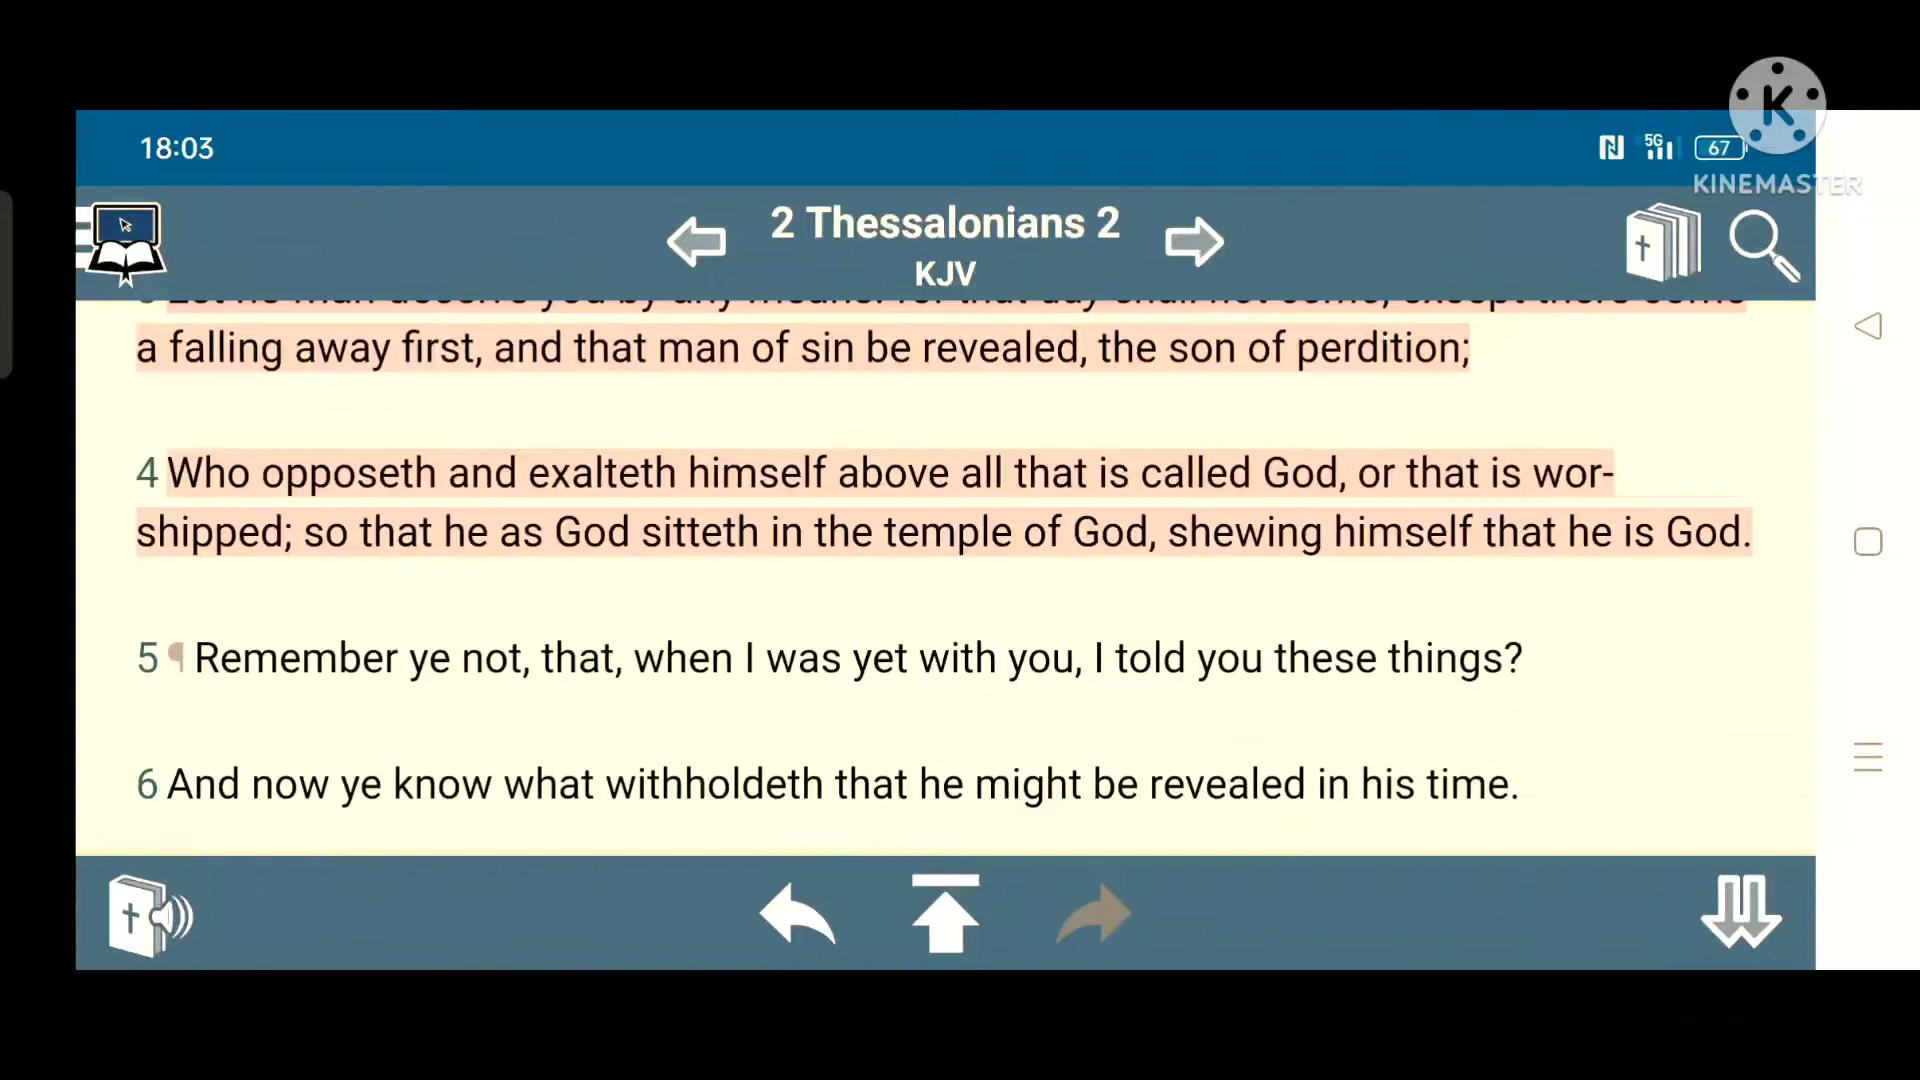 18:03
5G
67
KINEMASTER
2 Thessalonians 2
KJV
a falling away first, and that man of sin be revealed, the son of perdition;
4 Who opposeth and exalteth himself above all that is called God, or that is wor-
shipped; so that he as God sitteth in the temple of God, shewing himself that he is God.
5 ¶ Remember ye not, that, when I was yet with you, I told you these things?
6 And now ye know what withholdeth that he might be revealed in his time.